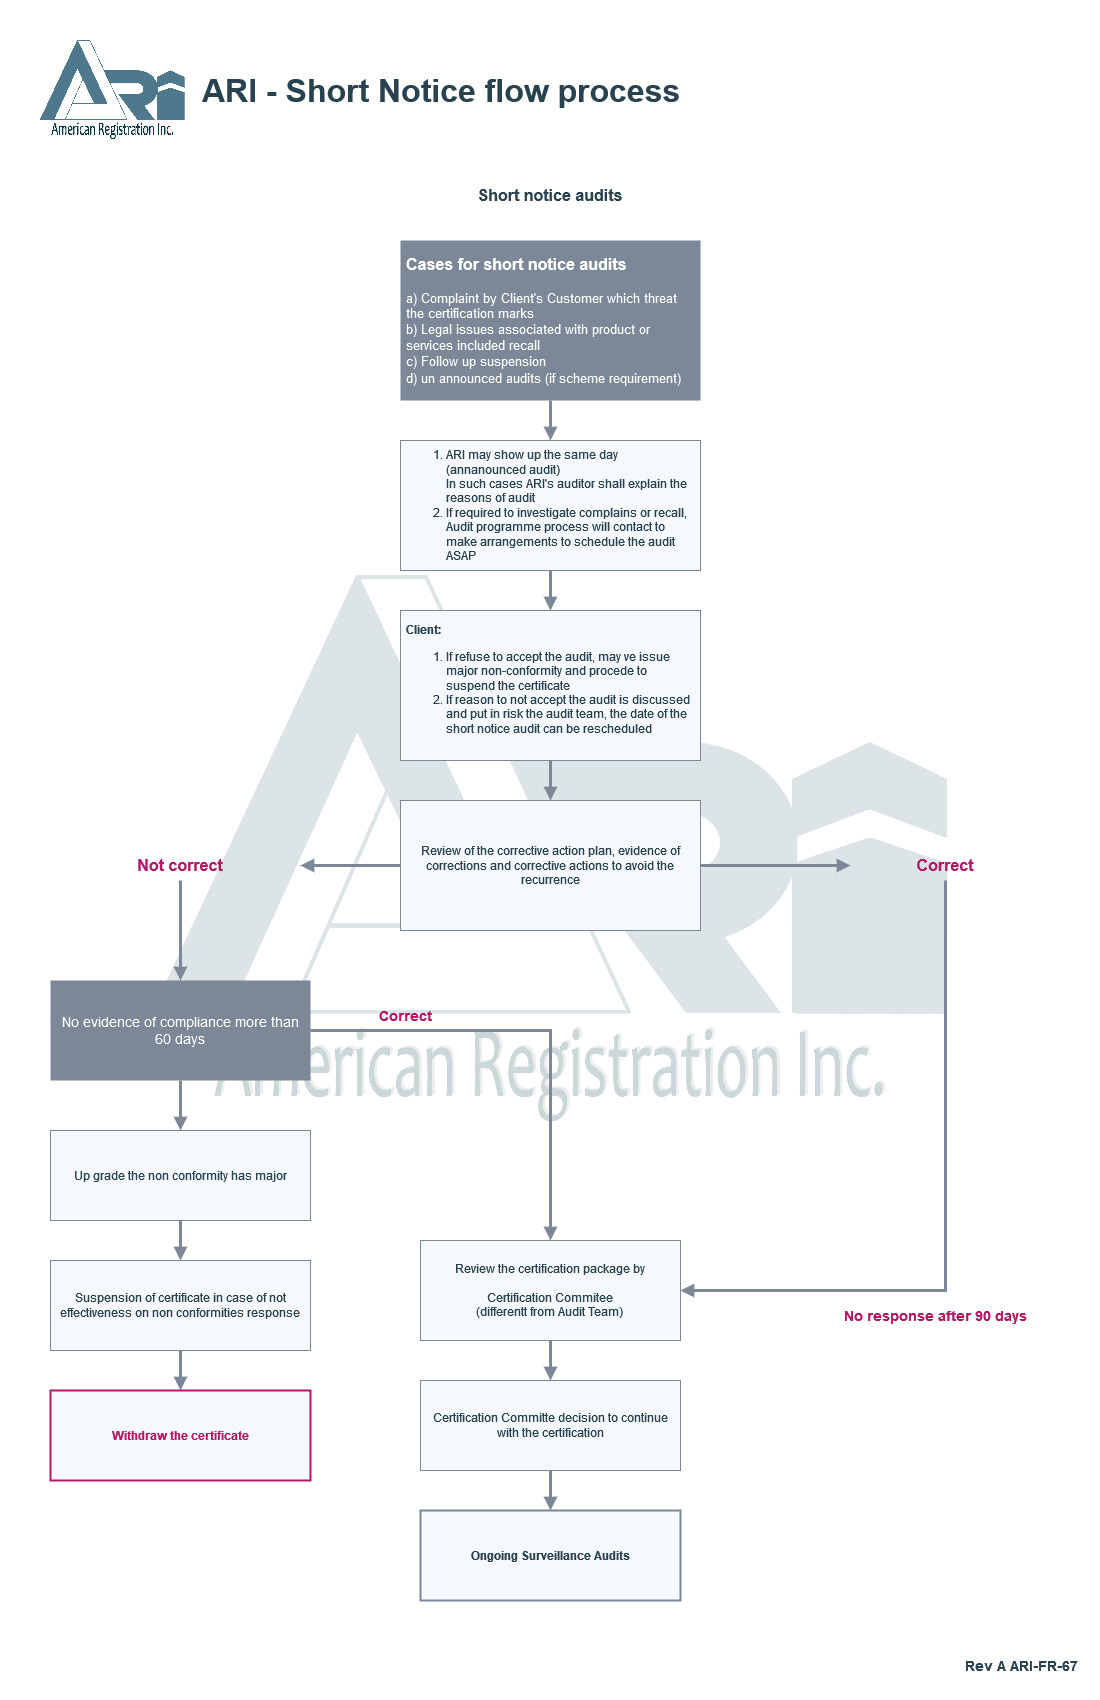 ARi
American Registration Inc.
ARI - Short Notice flow process
Short notice audits
Cases for short notice audits
a) Complaint by Client's Customer which threat
the certification marks
b) Legal issues associated with product or
services included recall
c) Follow up suspension
d) un announced audits (if scheme requirement)
1. ARI may show up the same day
(annanounced audit)
In such cases ARI's auditor shall explain the
reasons of audit
2. If required to investigate complains or recall,
Audit programme process will contact to
make arrangements to schedule the audit
ASAP
Client:
1. If refuse to accept the audit, may ve issue
major non-conformity and procede to
suspend the certificate
2. If reason to not accept the audit is discussed
and put in risk the audit team, the date of the
short notice audit can be rescheduled
Review of the corrective action plan, evidence of
corrections and corrective actions to avoid the
recurrence
Not correct
Correct
No evidence of compliance more than
60 days
Correct
ARi
American Registration Inc.
Up grade the non conformity has major
Suspension of certificate in case of not
effectiveness on non conformities response
Withdraw the certificate
Review the certification package by
Certification Commitee
(differentt from Audit Team)
No response after 90 days
Certification Committe decision to continue
with the certification
Ongoing Surveillance Audits
Rev A ARI-FR-67